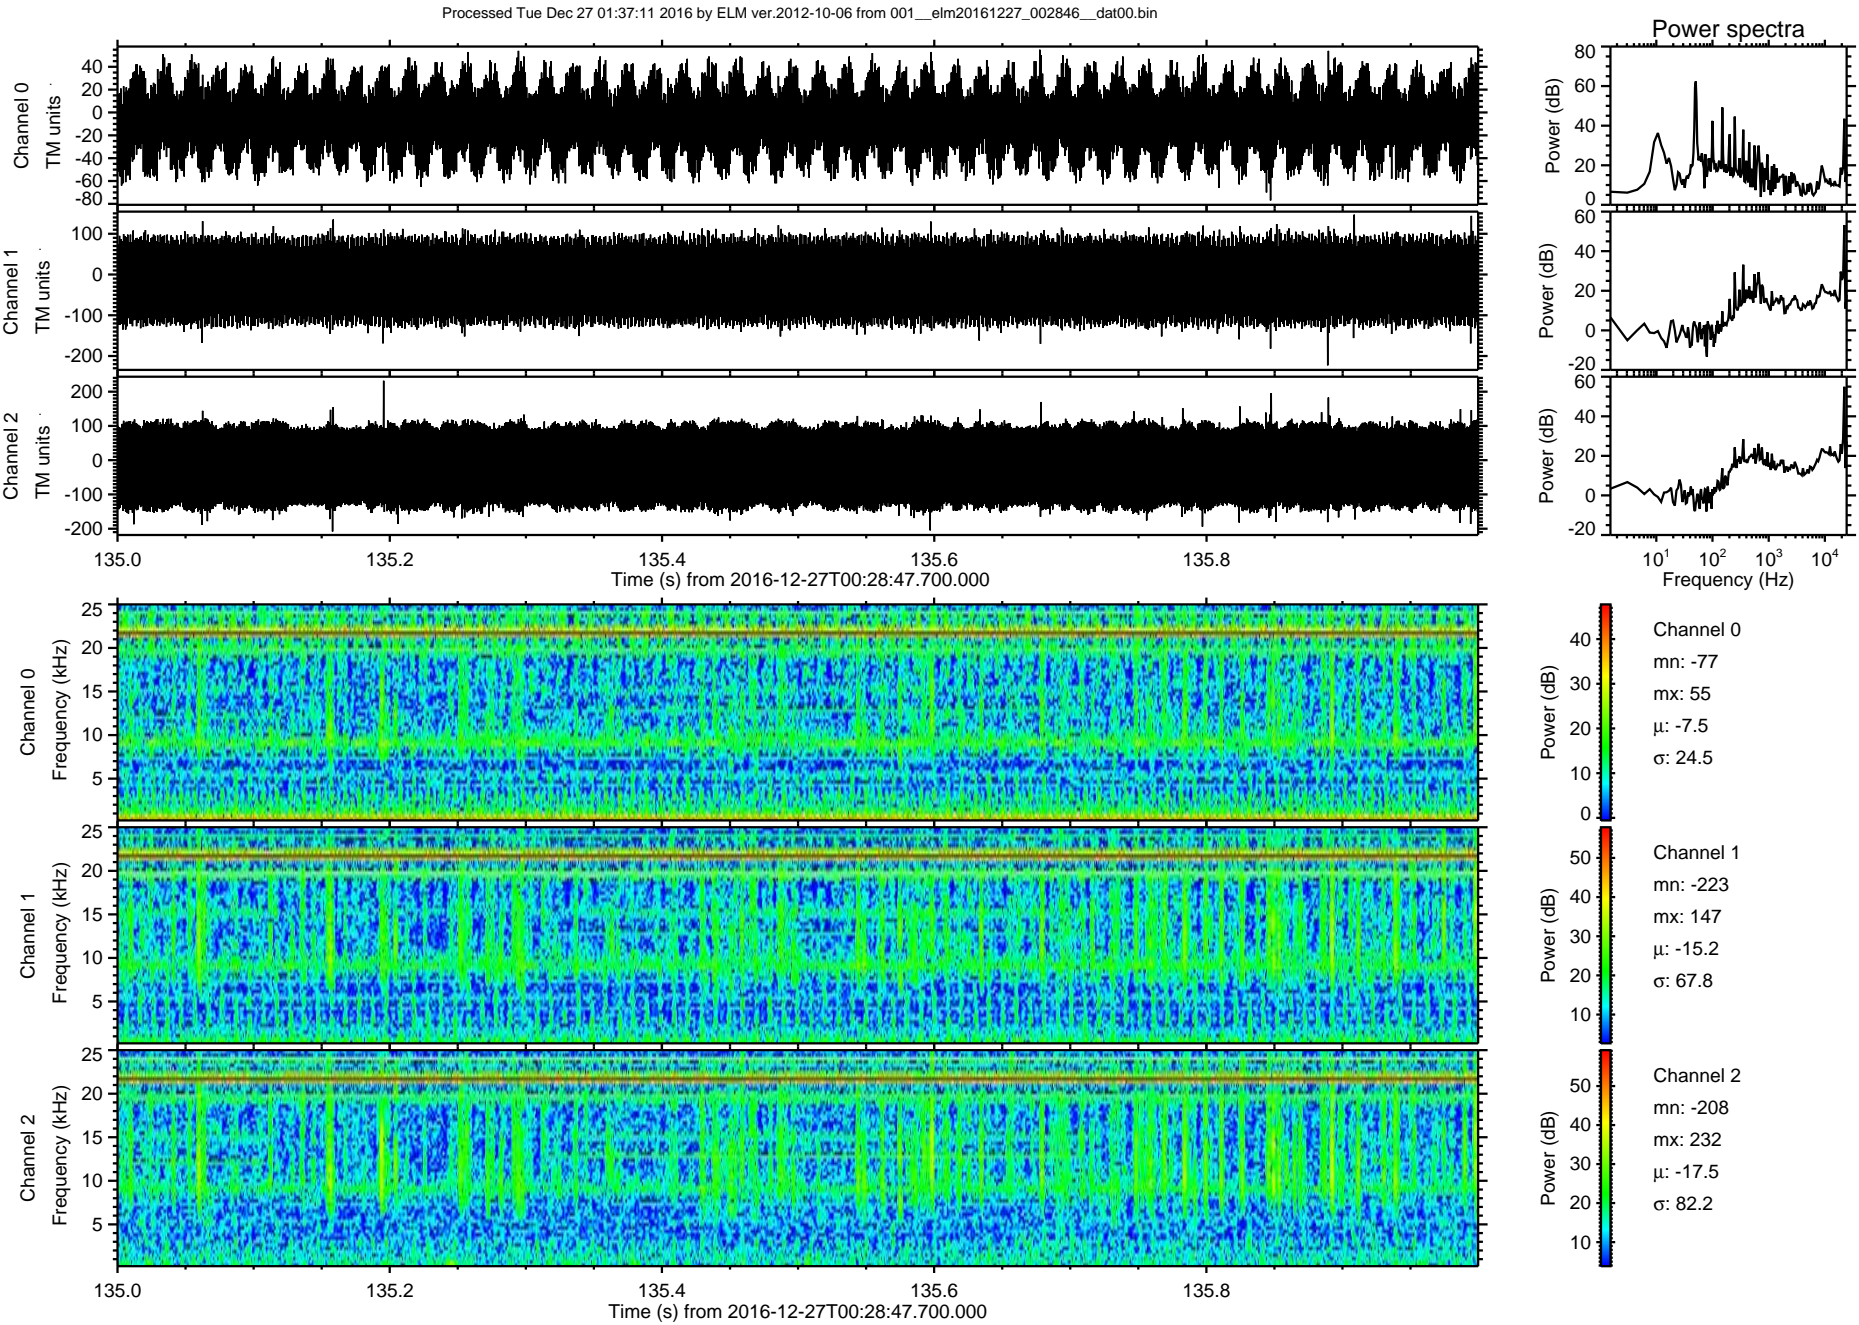 Processed Tue Dec 27 01:37:11 2016 by ELM ver.2012-10-06 from 001__elm20161227_002846__dat00.bin
Power spectra
Channel 0
TM units
40
20
0
-20
-40
-60
-80
Power (dB)
80
60
40
20
0
Channel 1
TM units
100
0
-100
-200
Power (dB)
60
40
20
0
-20
Channel 2
TM units
200
100
0
-100
-200
Power (dB)
60
40
20
0
-20
135.0 135.2 135.4 135.6 135.8
Time (s) from 2016-12-27T00:28:47.700.000
10^1 10^2 10^3 10^4
Frequency (Hz)
Channel 0
Frequency (kHz)
25
20
15
10
5
Power (dB)
40
30
20
10
0
Channel 0
mn: -77
mx: 55
μ: -7.5
σ: 24.5
Channel 1
Frequency (kHz)
25
20
15
10
5
Power (dB)
50
40
30
20
10
Channel 1
mn: -223
mx: 147
μ: -15.2
σ: 67.8
Channel 2
Frequency (kHz)
25
20
15
10
5
Power (dB)
50
40
30
20
10
Channel 2
mn: -208
mx: 232
μ: -17.5
σ: 82.2
135.0 135.2 135.4 135.6 135.8
Time (s) from 2016-12-27T00:28:47.700.000